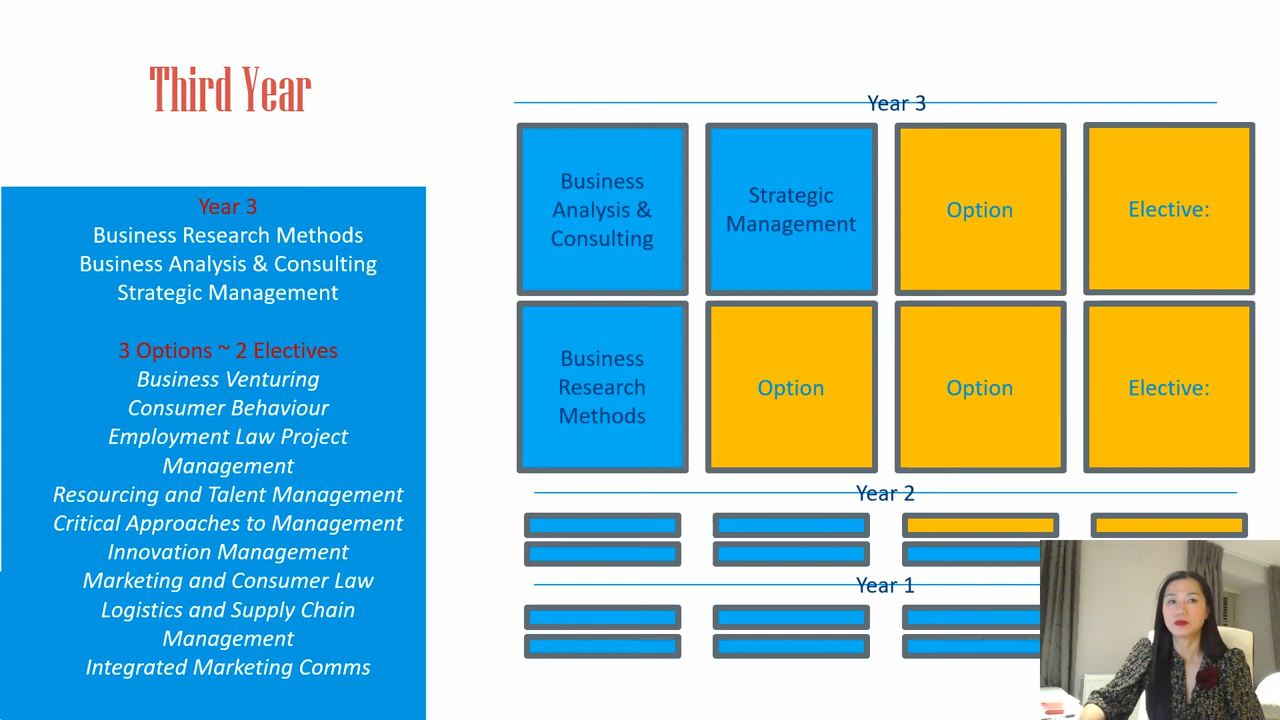 Third Year
Year 3
Business Research Methods
Business Analysis & Consulting
Strategic Management
3 Options ~ 2 Electives
Business Venturing
Consumer Behaviour
Employment Law Project
Management
Resourcing and Talent Management
Critical Approaches to Management
Innovation Management
Marketing and Consumer Law
Logistics and Supply Chain
Management
Integrated Marketing Comms
Year 3
Business
Analysis &
Consulting
Strategic
Management
Option
Elective:
Business
Research
Methods
Option
Option
Elective:
Year 2
Year 1